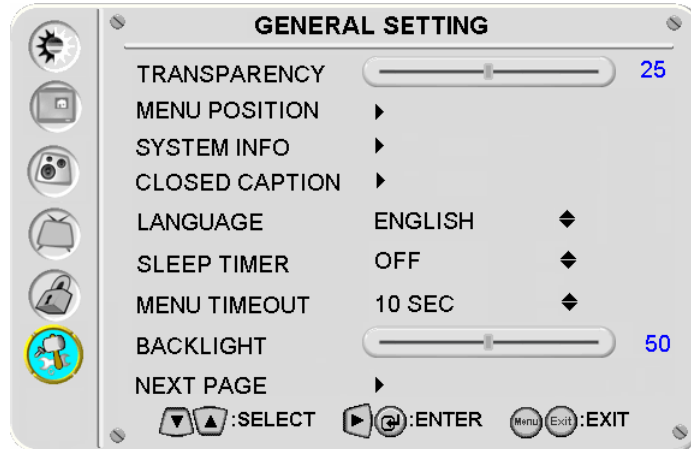 GENERAL SETTING
TRANSPARENCY 25
MENU POSITION
SYSTEM INFO
CLOSED CAPTION
LANGUAGE ENGLISH
SLEEP TIMER OFF
MENU TIMEOUT 10 SEC
BACKLIGHT 50
NEXT PAGE
:SELECT :ENTER Menu Exit :EXIT